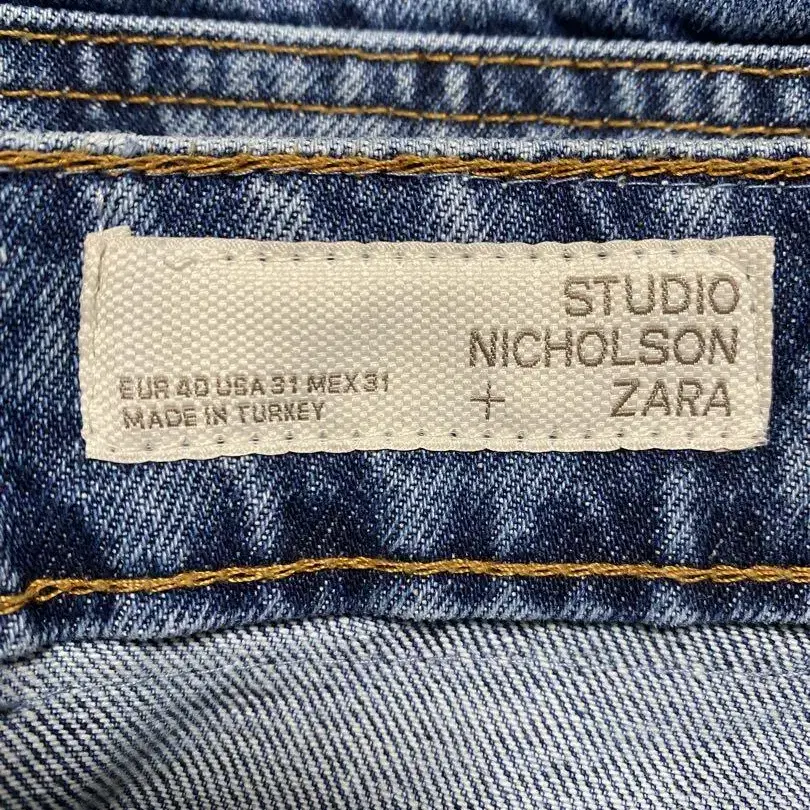 STUDIO
NICHOLSON
+ ZARA
EUR 40 USA 31 MEX 31
MADE IN TURKEY